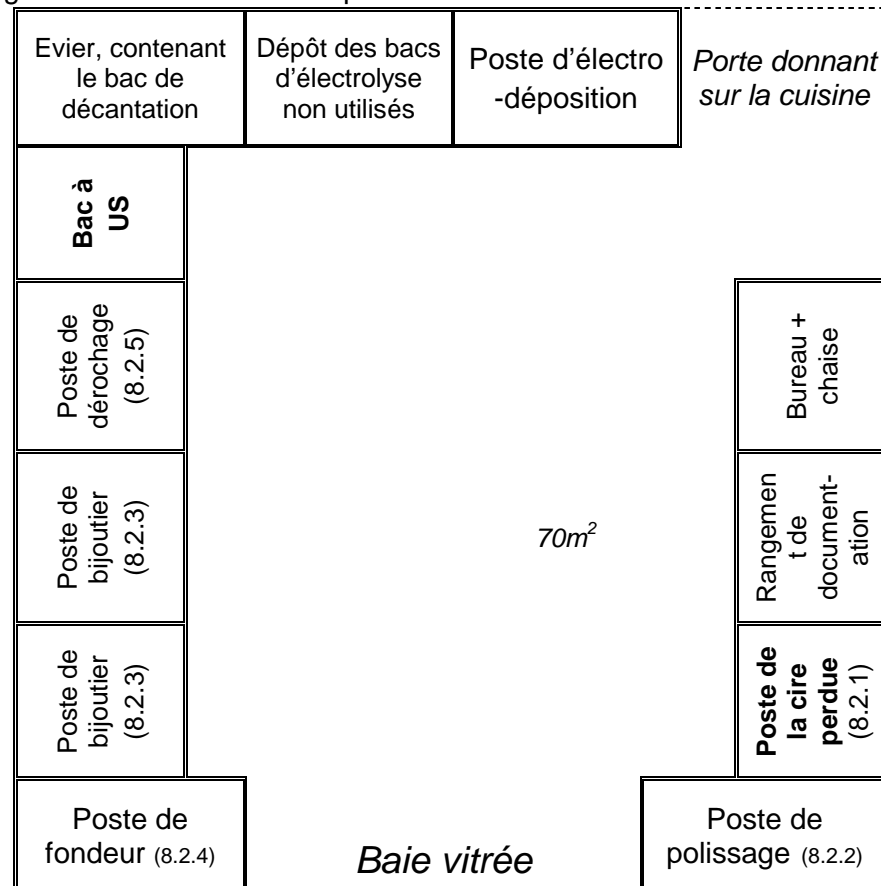 Evier, contenant
le bac de
décantation
Dépôt des bacs
d'électrolyse
non utilisés
Poste d'électro
-déposition
Porte donnant
sur la cuisine
Bac à
US
Poste de
dérochage
(8.2.5)
Bureau +
chaise
Poste de
bijoutier
(8.2.3)
70m²
Rangemen
t de
document-
ation
Poste de
bijoutier
(8.2.3)
Poste de
la cire
perdue
(8.2.1)
Poste de
fondeur (8.2.4)
Baie vitrée
Poste de
polissage (8.2.2)